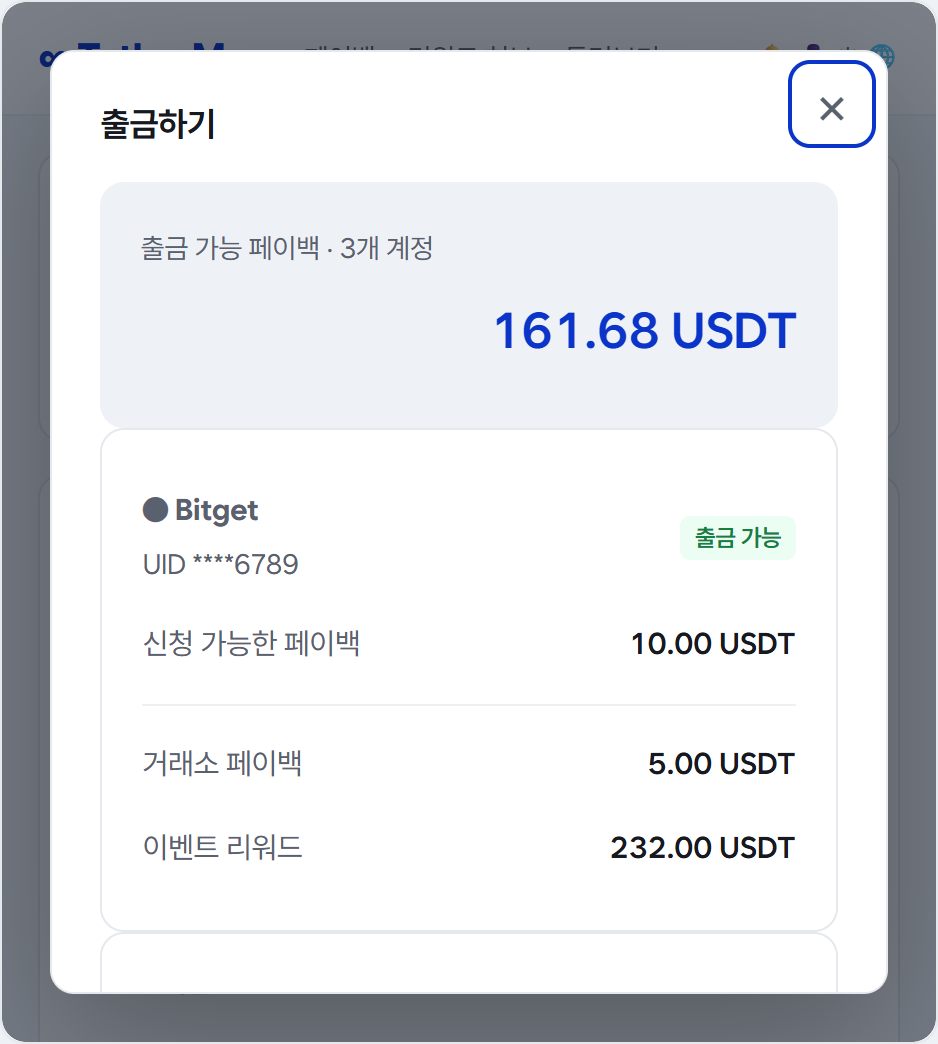 출금하기
출금 가능 페이백 · 3개 계정
161.68 USDT
Bitget
출금 가능
UID ****6789
신청 가능한 페이백
10.00 USDT
거래소 페이백
5.00 USDT
이벤트 리워드
232.00 USDT